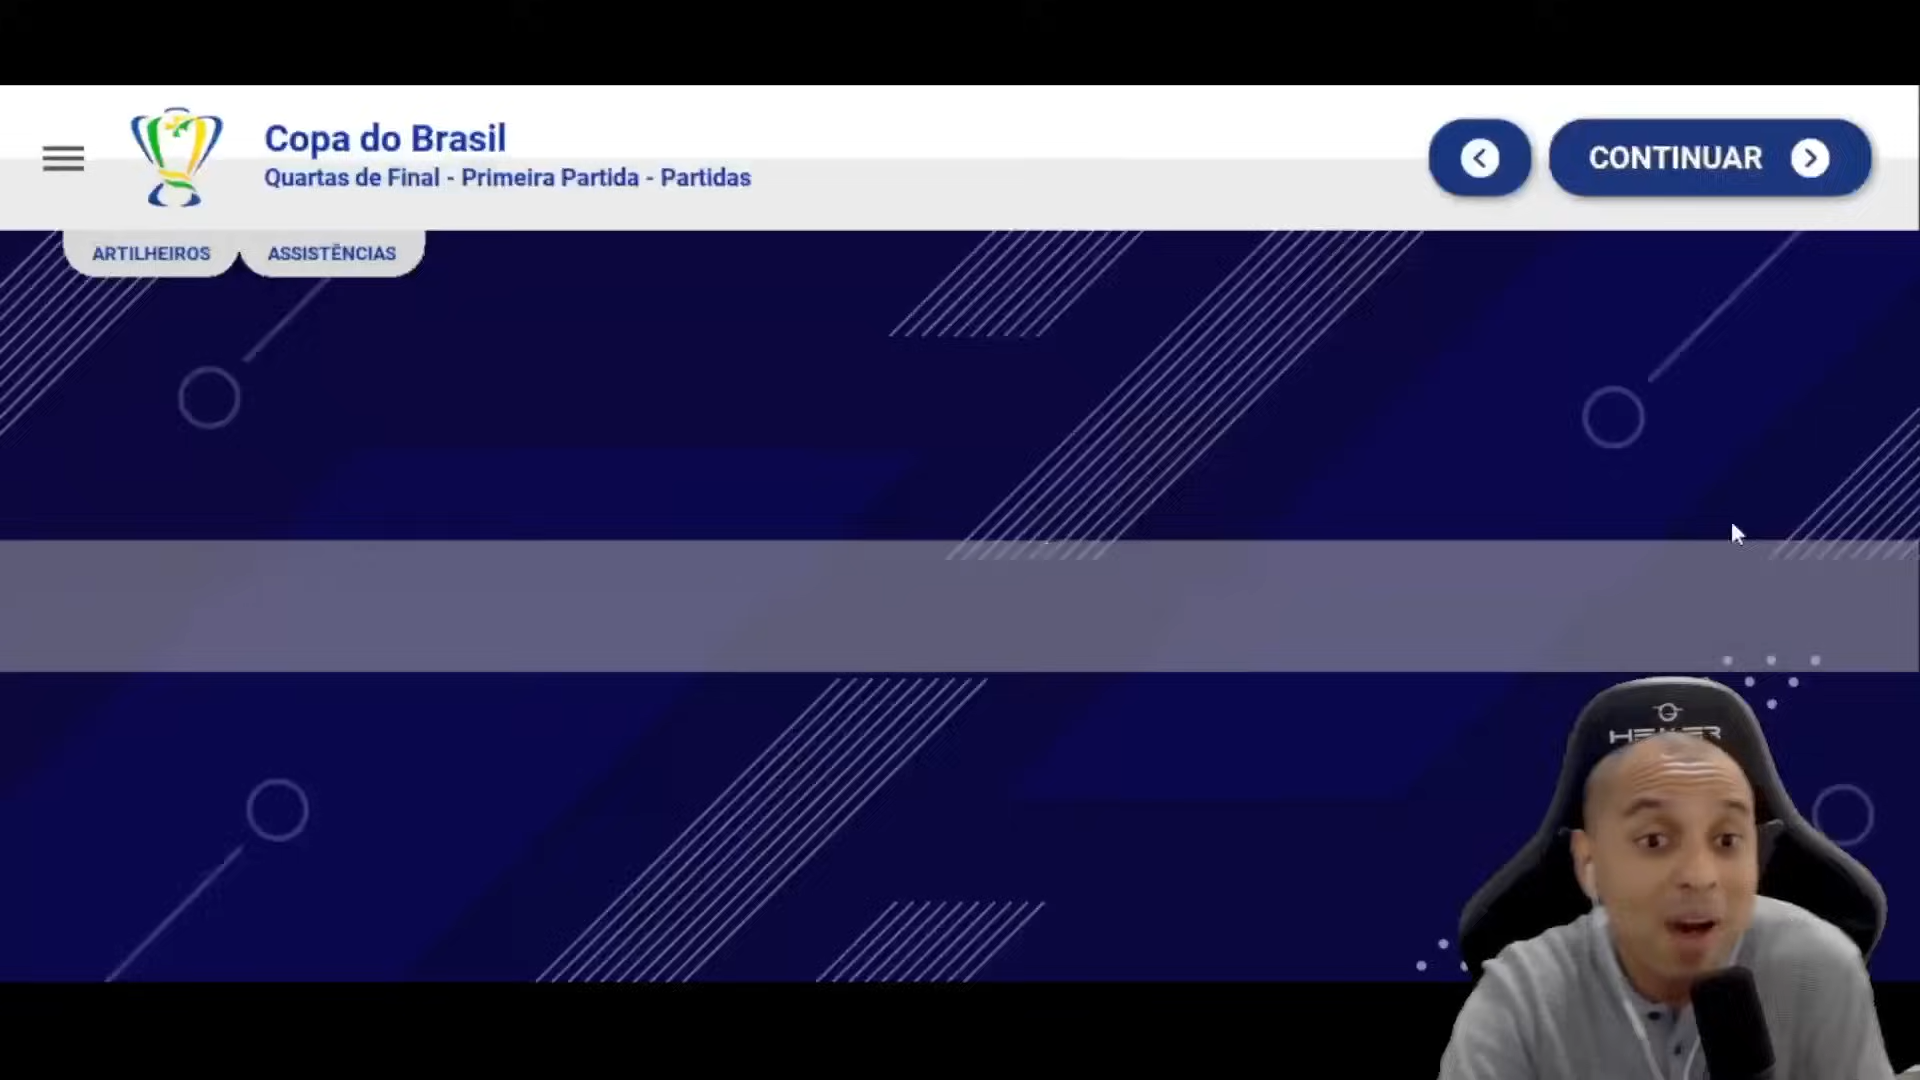 Copa do Brasil
Quartas de Final - Primeira Partida - Partidas
CONTINUAR
ARTILHEIROS
ASSISTÊNCIAS